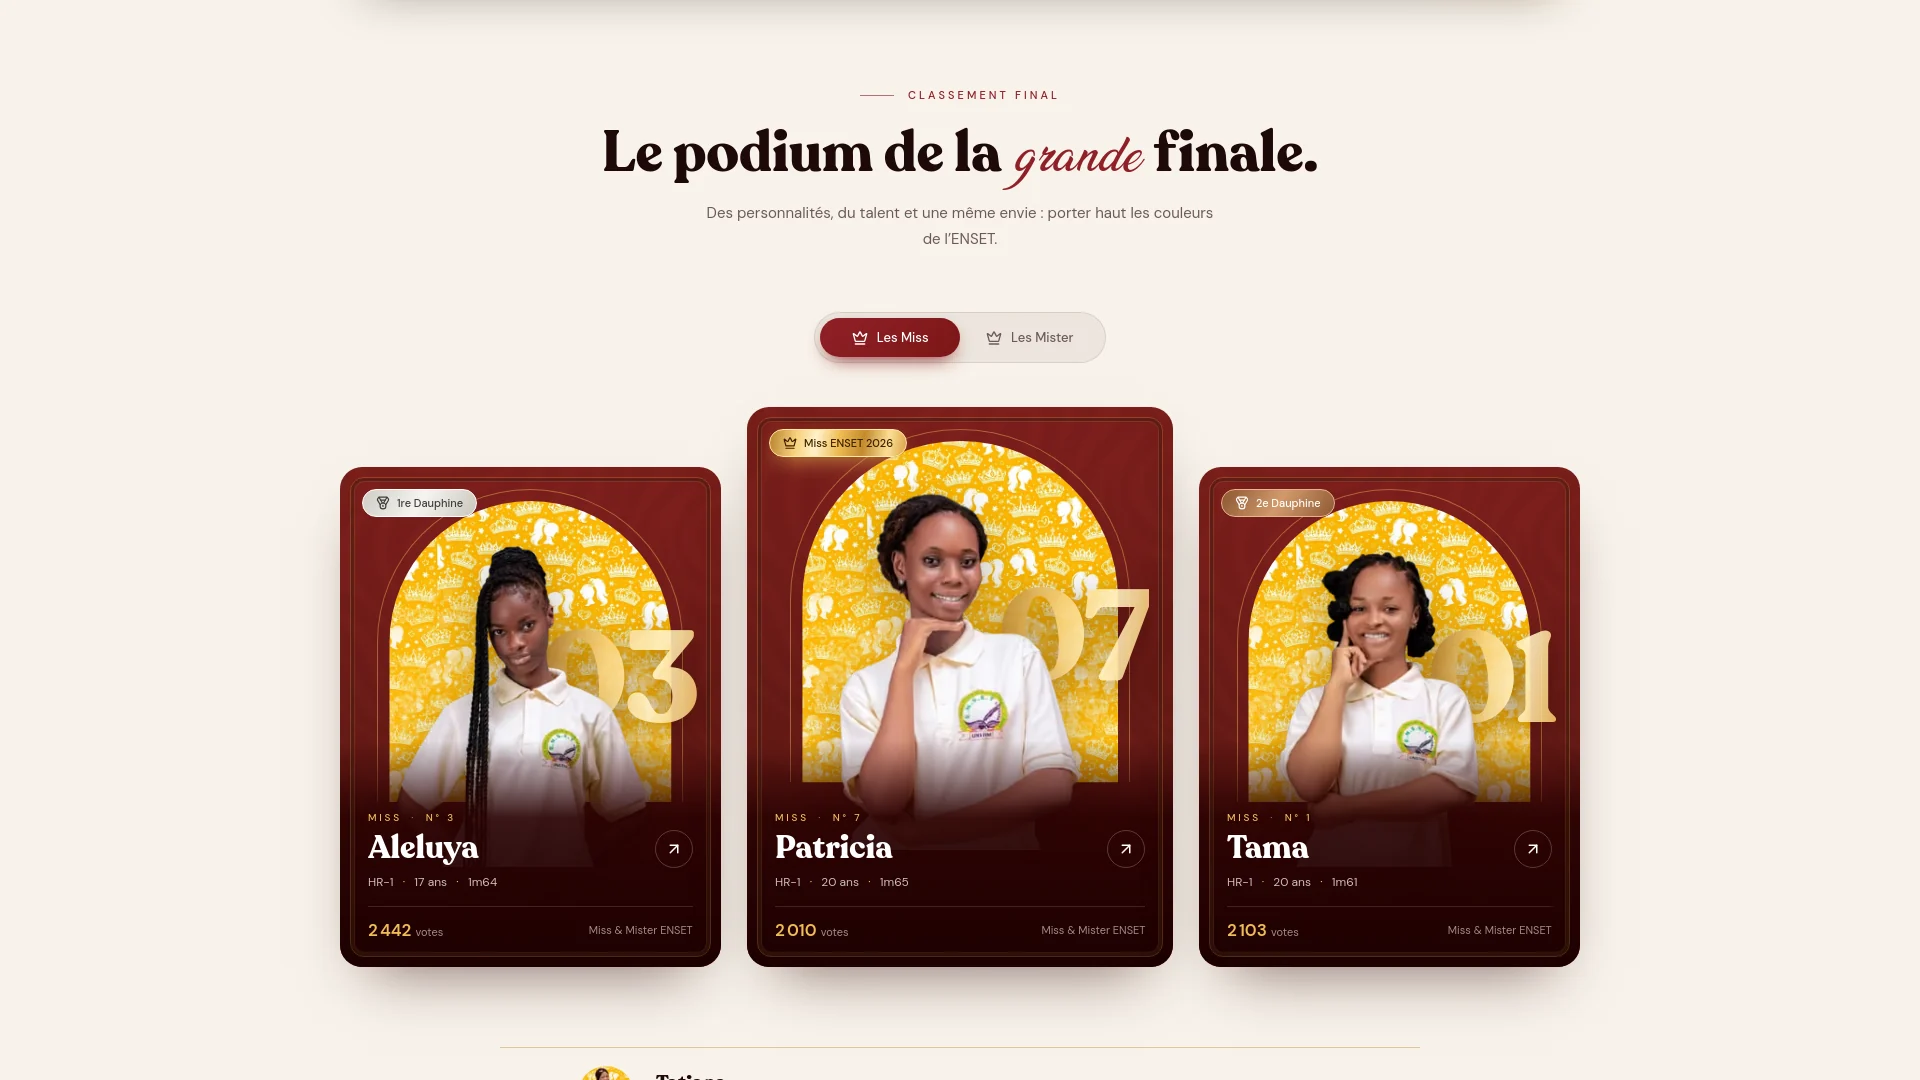 CLASSEMENT FINAL
Le podium de la grande finale.
Des personnalités, du talent et une même envie : porter haut les couleurs
de l’ENSET.
Les Miss
Les Mister
1re Dauphine
03
MISS · N° 3
Aleluya
HR-1 · 17 ans · 1m64
2 442 votes
Miss & Mister ENSET
Miss ENSET 2026
07
MISS · N° 7
Patricia
HR-1 · 20 ans · 1m65
2 010 votes
Miss & Mister ENSET
2e Dauphine
01
MISS · N° 1
Tama
HR-1 · 20 ans · 1m61
2 103 votes
Miss & Mister ENSET